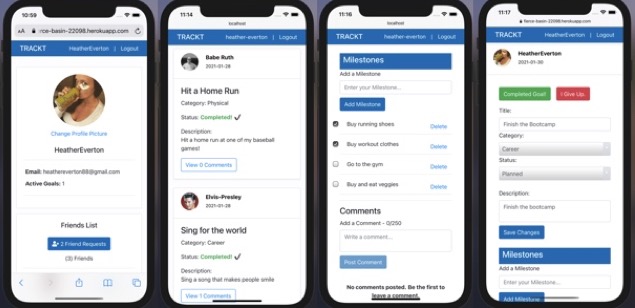 10:59
AA rce-basin-22098.herokuapp.com
TRACKT HeatherEverton | Logout
Change Profile Picture
HeatherEverton
Email: heathereverton88@gmail.com
Active Goals: 1
Friends List
2 Friend Requests
(3) Friends
11:14
localhost
TRACKT heather-everton | Logout
Babe Ruth
2021-01-28
Hit a Home Run
Category: Physical
Status: Completed!
Description:
Hit a home run at one of my baseball
games!
View 0 Comments
Elvis-Presley
2021-01-28
Sing for the world
Category: Career
Status: Completed!
Description:
Sing a song that makes people smile
View 1 Comments
11:16
localhost
TRACKT heather-everton | Logout
Milestones
Add a Milestone
Enter your Milestone...
Add Milestone
Buy running shoes Delete
Buy workout clothes Delete
Go to the gym Delete
Buy and eat veggies Delete
Comments
Add a Comment - 0/250
Write a comment...
Post Comment
No comments posted. Be the first to
leave a comment.
11:17
fierce-basin-22098.herokuapp.com
TRACKT HeatherEverton | Logout
HeatherEverton
2021-01-30
Completed Goal! I Give Up.
Title:
Finish the Bootcamp
Category:
Career
Status:
Planned
Description:
Finish the bootcamp
Save Changes
Milestones
Add a Milestone
Enter your Milestone...
Add Milestone